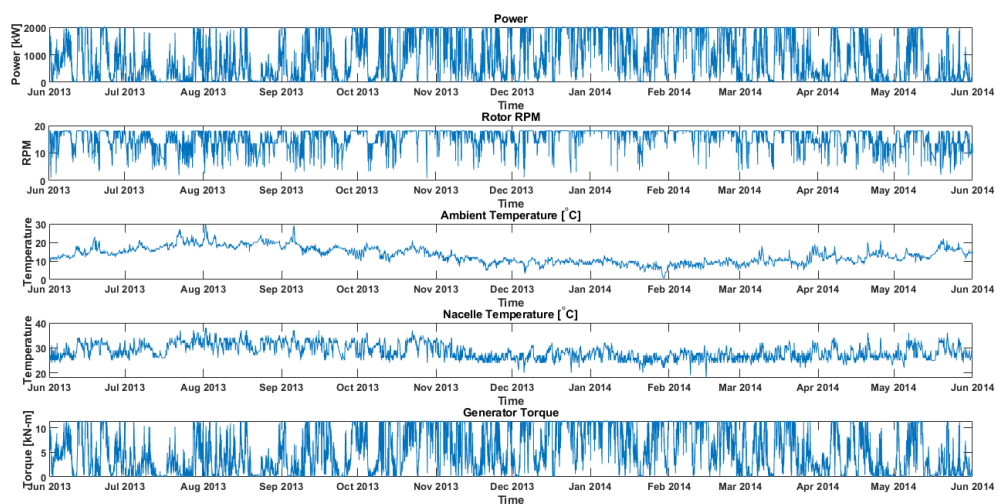 Power
Power [kW]
2000
1000
0
Jun 2013 Jul 2013 Aug 2013 Sep 2013 Oct 2013 Nov 2013 Dec 2013 Jan 2014 Feb 2014 Mar 2014 Apr 2014 May 2014 Jun 2014
Time
Rotor RPM
RPM
20
10
0
Jun 2013 Jul 2013 Aug 2013 Sep 2013 Oct 2013 Nov 2013 Dec 2013 Jan 2014 Feb 2014 Mar 2014 Apr 2014 May 2014 Jun 2014
Time
Ambient Temperature [°C]
Temperature
30
20
10
0
Jun 2013 Jul 2013 Aug 2013 Sep 2013 Oct 2013 Nov 2013 Dec 2013 Jan 2014 Feb 2014 Mar 2014 Apr 2014 May 2014 Jun 2014
Time
Nacelle Temperature [°C]
Temperature
40
30
20
Jun 2013 Jul 2013 Aug 2013 Sep 2013 Oct 2013 Nov 2013 Dec 2013 Jan 2014 Feb 2014 Mar 2014 Apr 2014 May 2014 Jun 2014
Time
Generator Torque
Torque [kN-m]
10
5
0
Jun 2013 Jul 2013 Aug 2013 Sep 2013 Oct 2013 Nov 2013 Dec 2013 Jan 2014 Feb 2014 Mar 2014 Apr 2014 May 2014 Jun 2014
Time